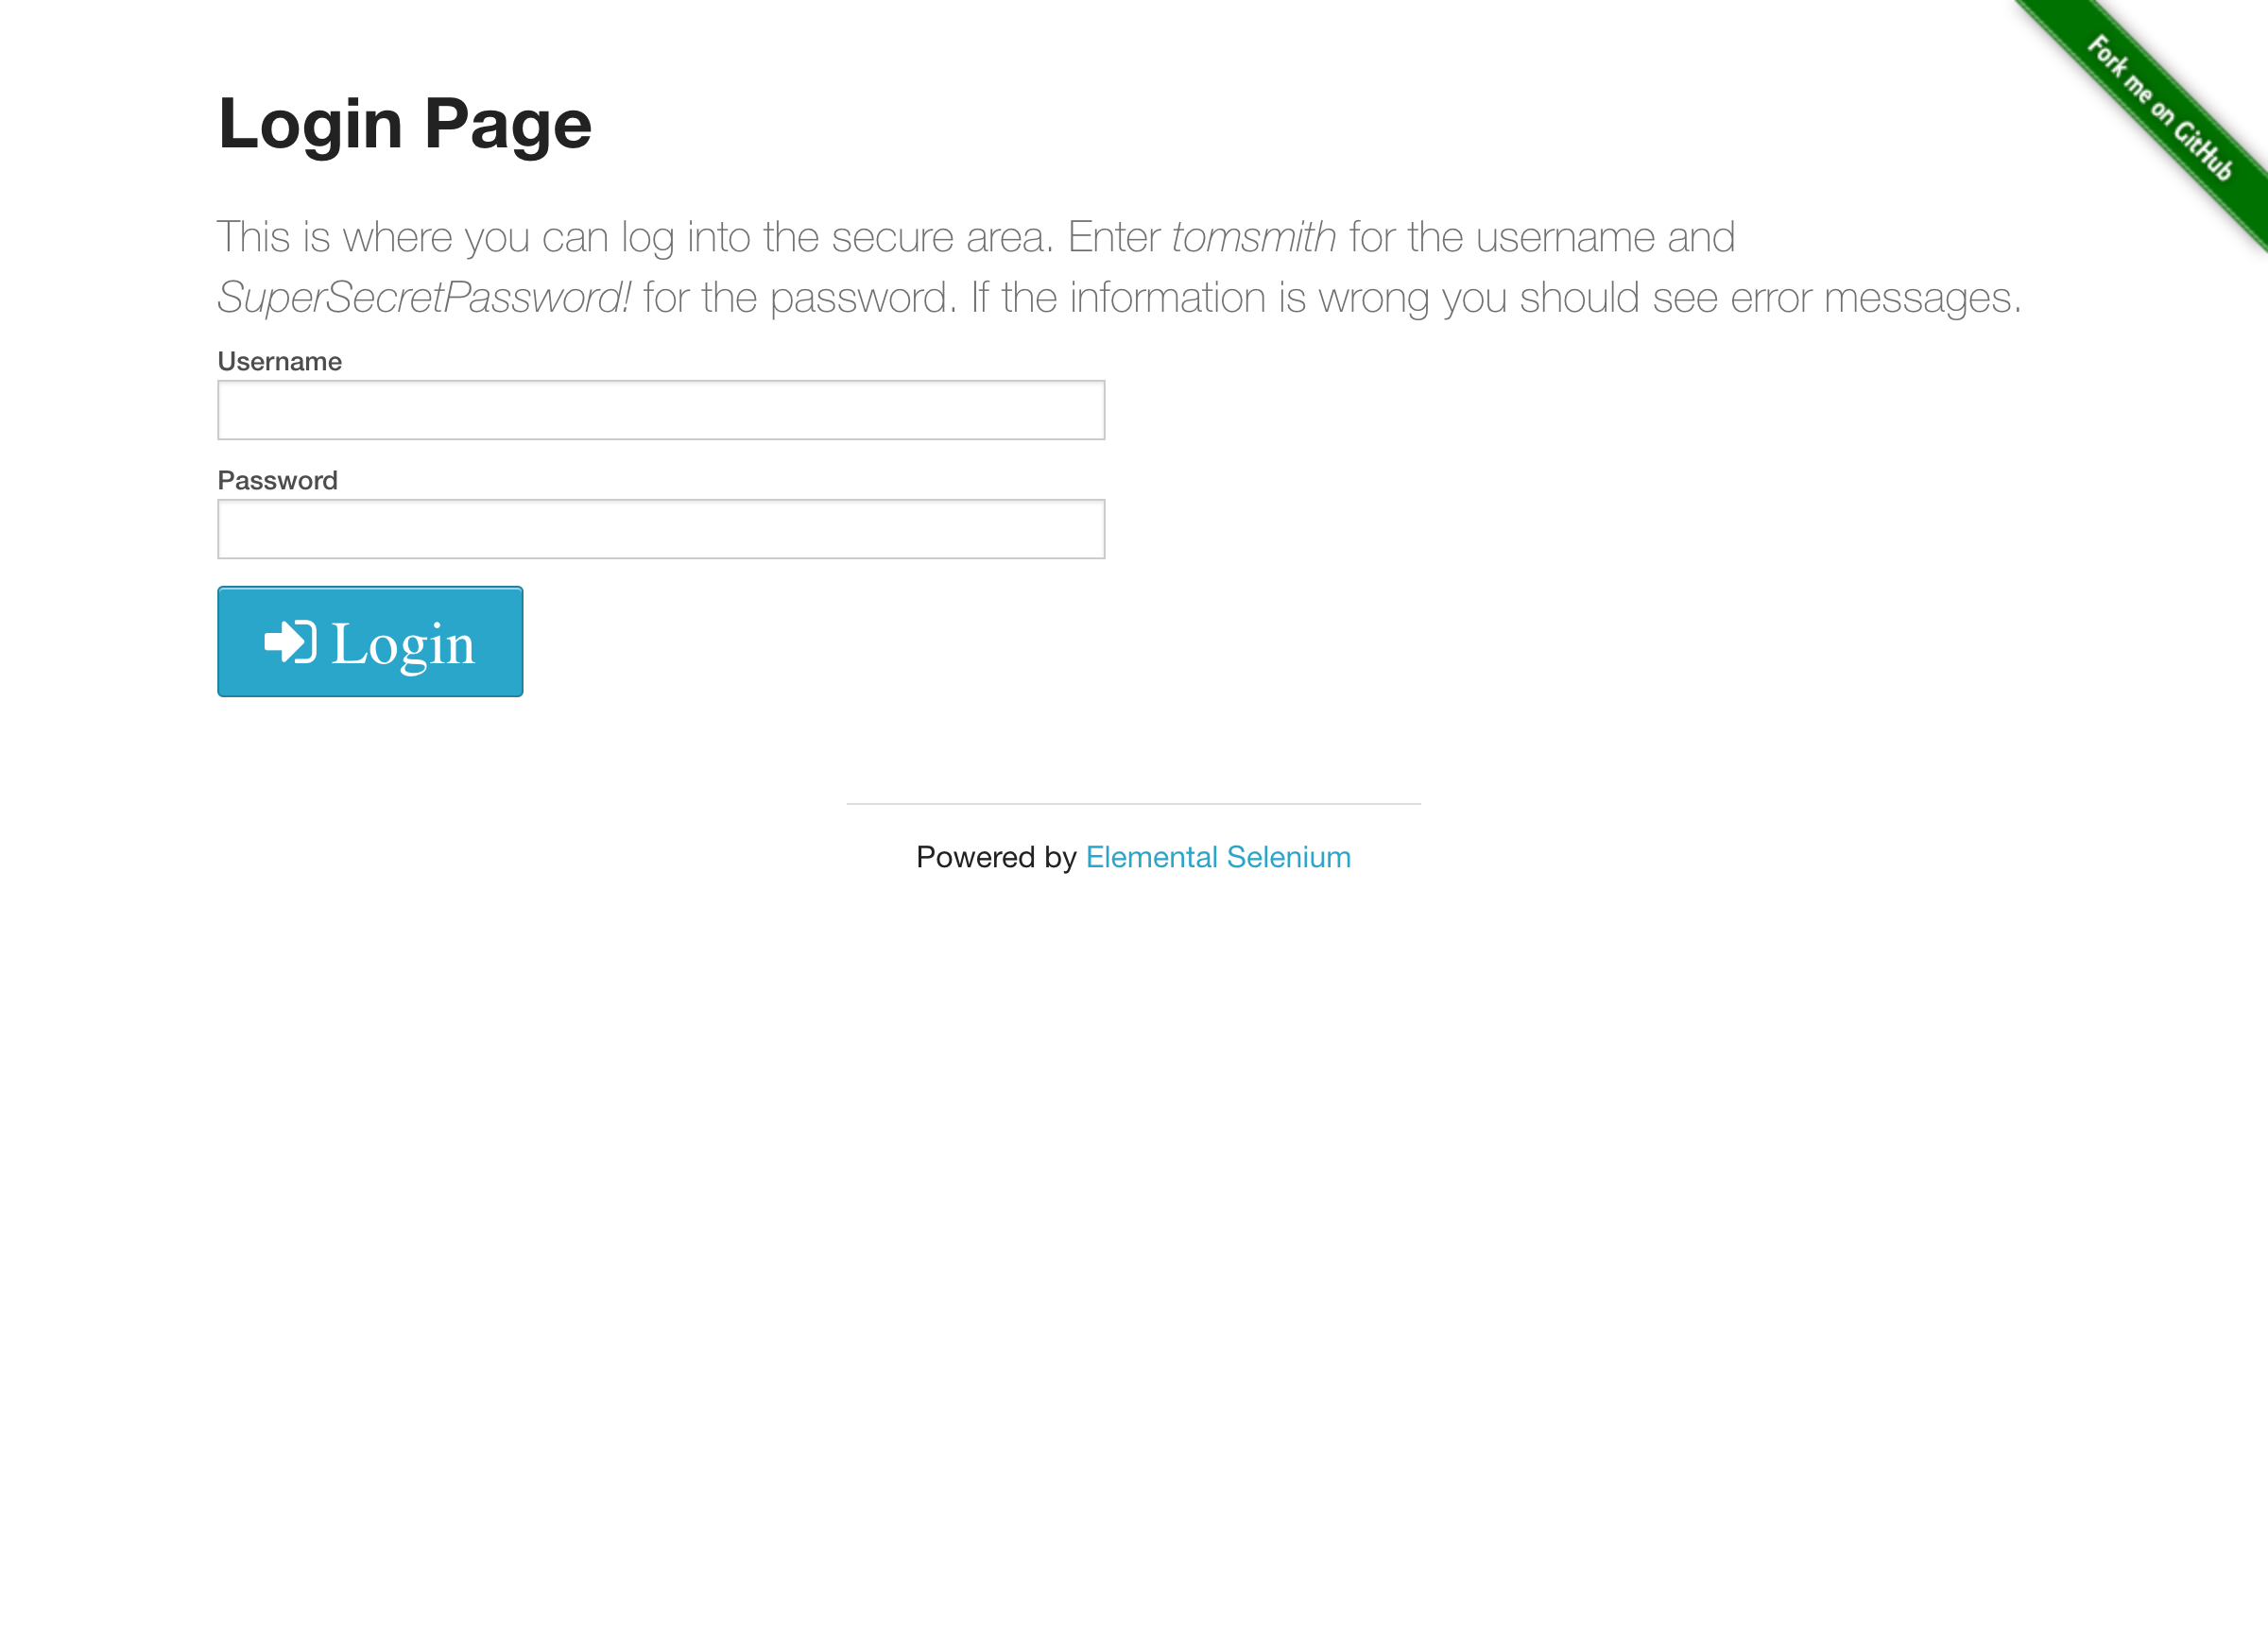 Fork me on GitHub
Login Page
This is where you can log into the secure area. Enter tomsmith for the username and
SuperSecretPassword! for the password. If the information is wrong you should see error messages.
Username
Password
Login
Powered by Elemental Selenium